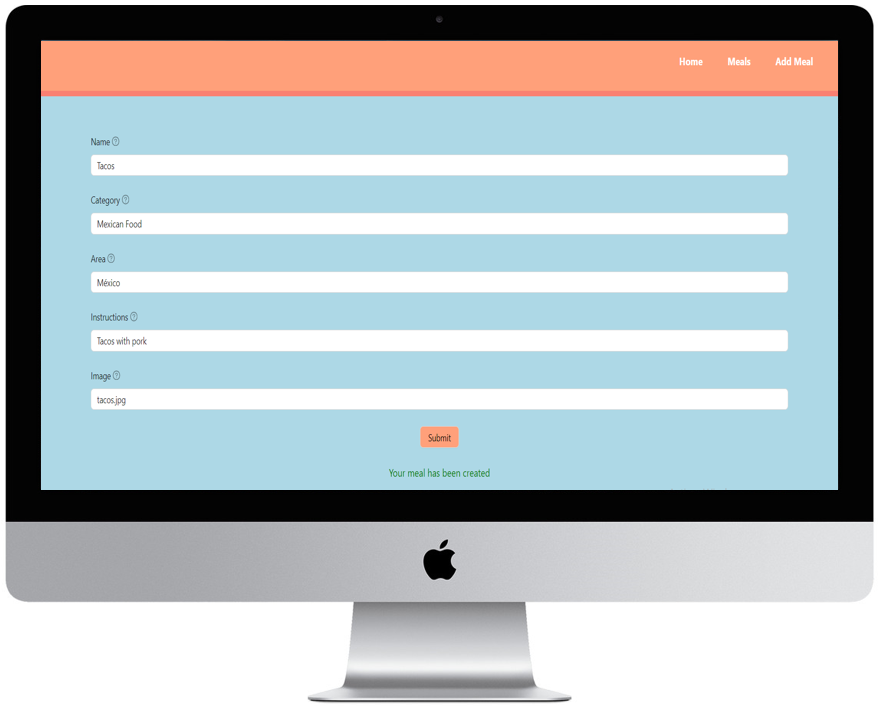 Home Meals Add Meal
Name
Tacos
Category
Mexican Food
Area
México
Instructions
Tacos with pork
Image
tacos.jpg
Submit
Your meal has been created